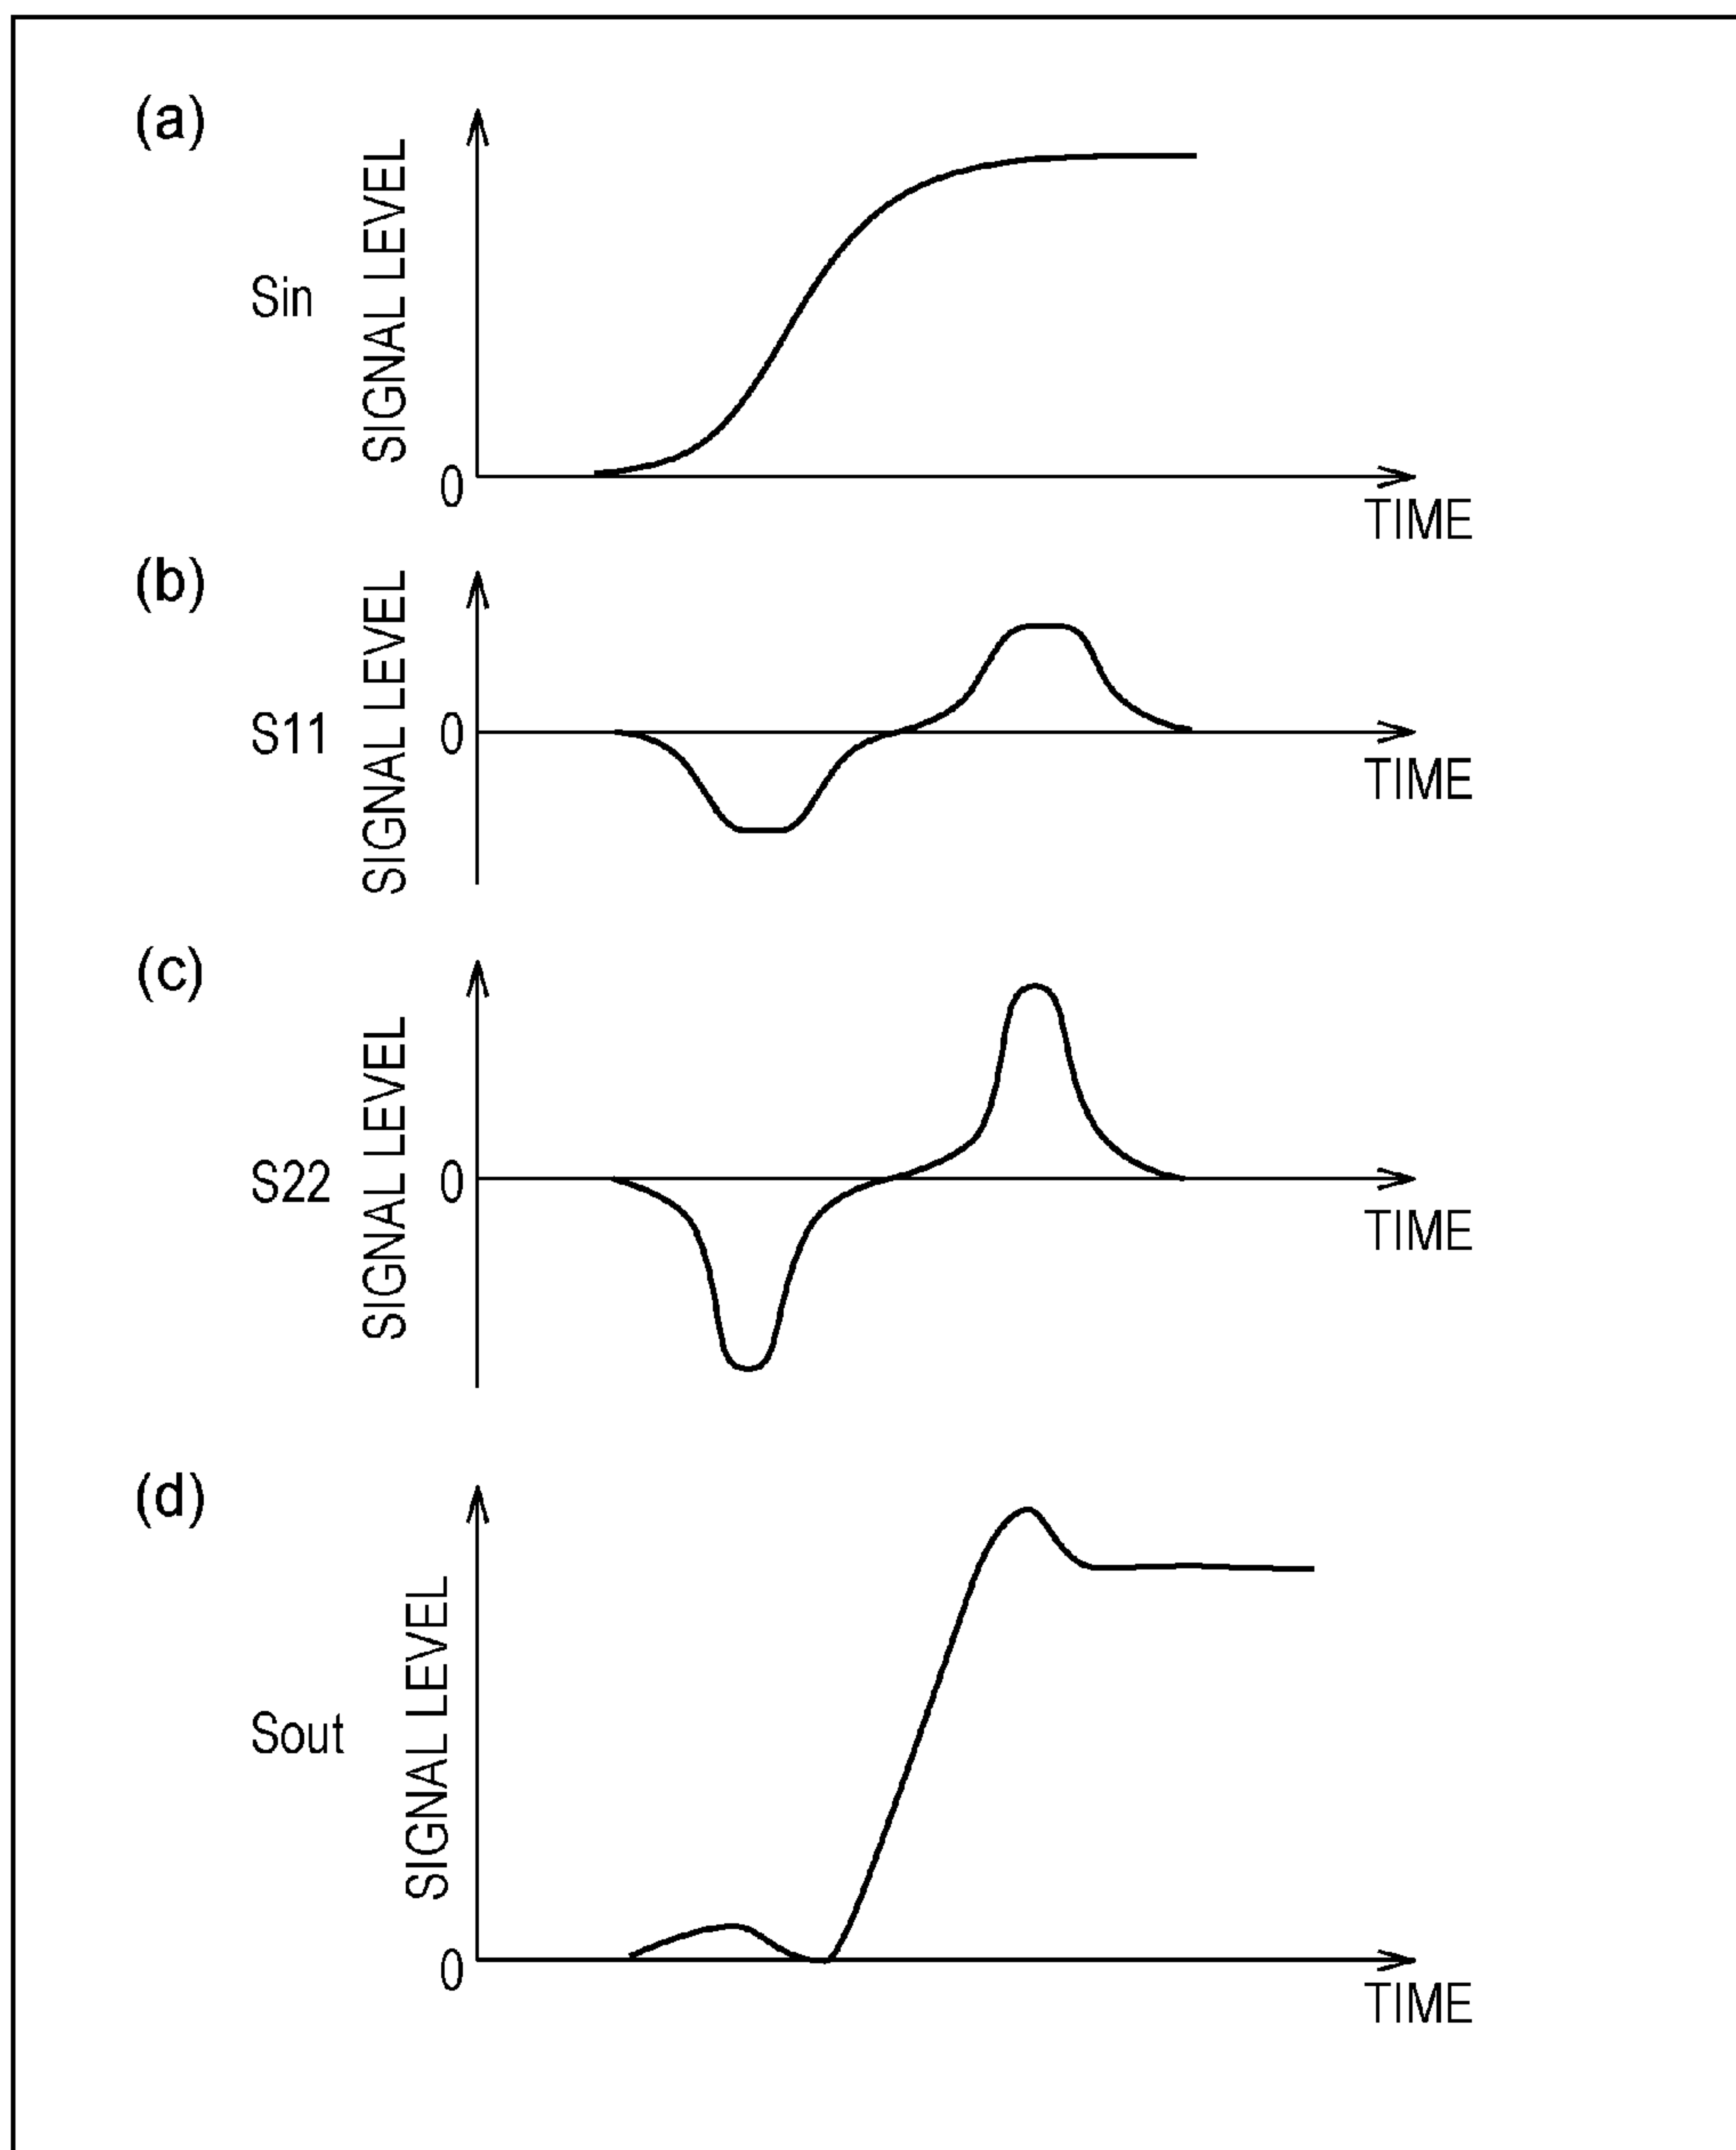 (a)
SIGNAL LEVEL
Sin
0
TIME
(b)
SIGNAL LEVEL
S11
0
TIME
(c)
SIGNAL LEVEL
S22
0
TIME
(d)
SIGNAL LEVEL
Sout
0
TIME